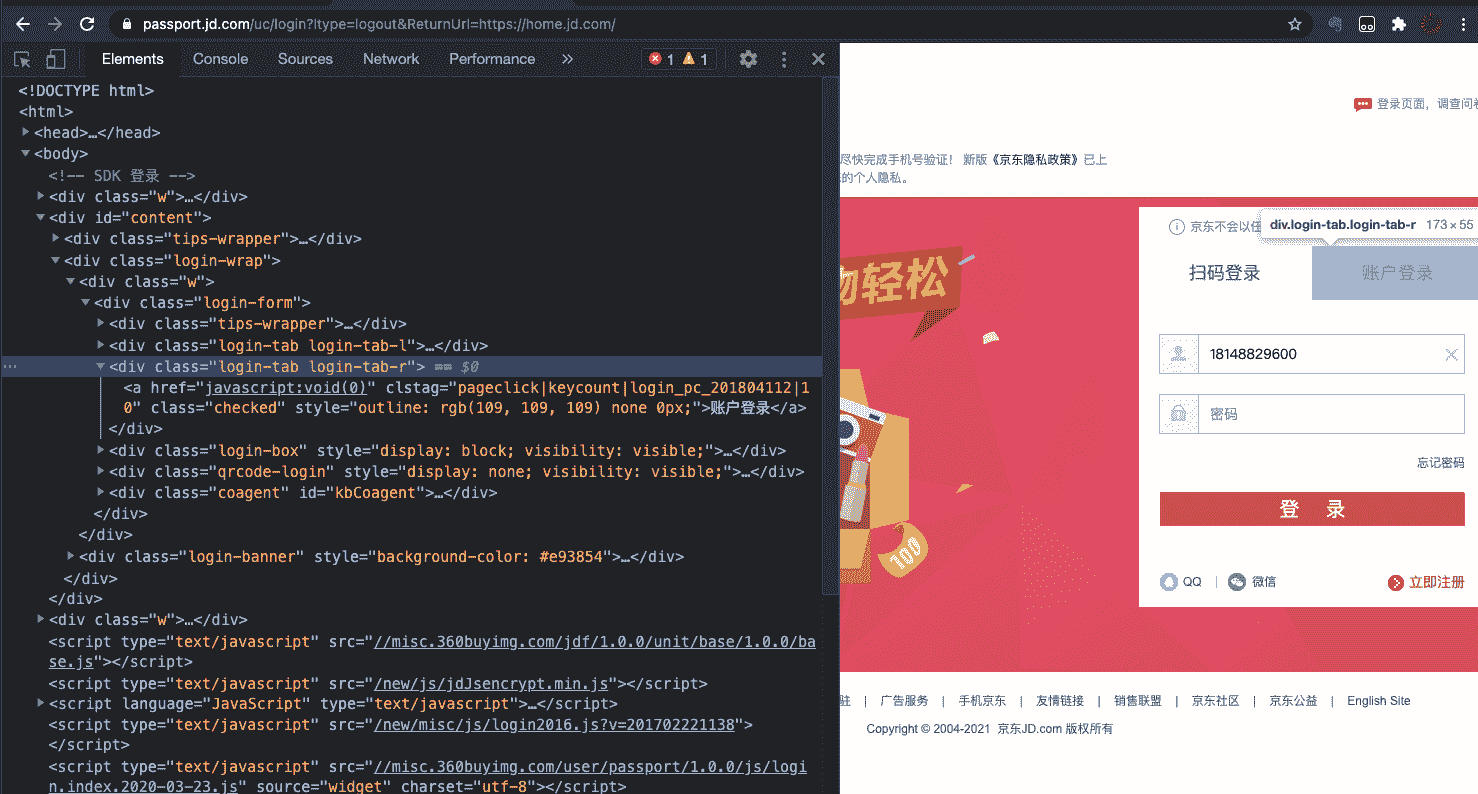 passport.jd.com/uc/login?ltype=logout&ReturnUrl=https://home.jd.com/
Elements Console Sources Network Performance » 1 1
<!DOCTYPE html>
<html>
<head>…</head>
<body>
<!-- SDK 登录 -->
<div class="w">…</div>
<div id="content">
<div class="tips-wrapper">…</div>
<div class="login-wrap">
<div class="w">
<div class="login-form">
<div class="tips-wrapper">…</div>
<div class="login-tab login-tab-l">…</div>
<div class="login-tab login-tab-r"> == $0
<a href="javascript:void(0)" clstag="pageclick|keycount|login_pc_201804112|1
0" class="checked" style="outline: rgb(109, 109, 109) none 0px;">账户登录</a>
</div>
<div class="login-box" style="display: block; visibility: visible;">…</div>
<div class="qrcode-login" style="display: none; visibility: visible;">…</div>
<div class="coagent" id="kbCoagent">…</div>
</div>
</div>
<div class="login-banner" style="background-color: #e93854">…</div>
</div>
</div>
<div class="w">…</div>
<script type="text/javascript" src="//misc.360buyimg.com/jdf/1.0.0/unit/base/1.0.0/ba
se.js"></script>
<script type="text/javascript" src="/new/js/jdJsencrypt.min.js"></script>
<script language="JavaScript" type="text/javascript">…</script>
<script type="text/javascript" src="/new/misc/js/login2016.js?v=201702221138">
</script>
<script type="text/javascript" src="//misc.360buyimg.com/user/passport/1.0.0/js/logi
n.index.2020-03-23.js" source="widget" charset="utf-8"></script>
登录页面，调查问卷
尽快完成手机号验证！ 新版《京东隐私政策》已上
的个人隐私。
京东不会以任
div.login-tab.login-tab-r 173 × 55
扫码登录 账户登录
物轻松
18148829600
密码
忘记密码
登 录
100
QQ | 微信 立即注册
驻 | 广告服务 | 手机京东 | 友情链接 | 销售联盟 | 京东社区 | 京东公益 | English Site
Copyright © 2004-2021 京东JD.com 版权所有